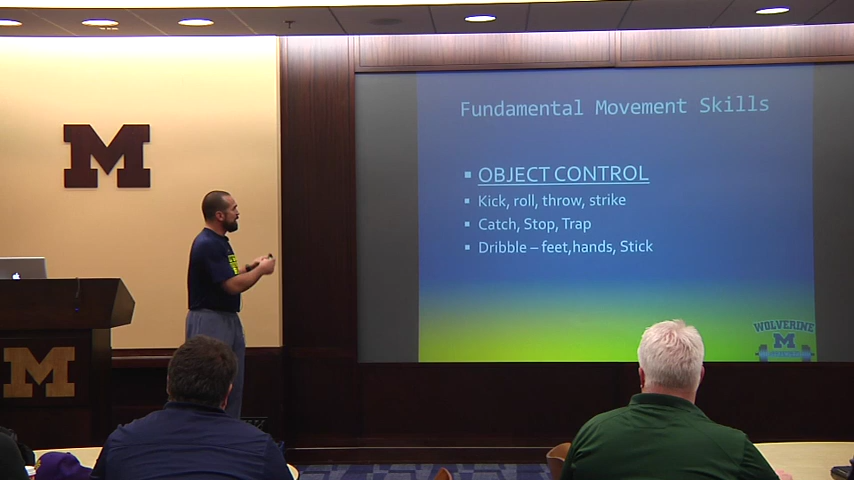 M
M
Fundamental Movement Skills
OBJECT CONTROL
Kick, roll, throw, strike
Catch, Stop, Trap
Dribble – feet,hands, Stick
WOLVERINE
M